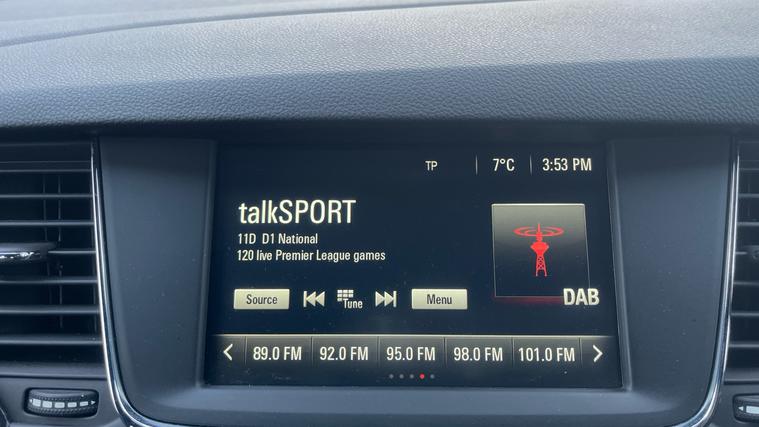 TP 7°C 3:53 PM
talkSPORT
11D D1 National
120 live Premier League games
Source Tune Menu
DAB
89.0 FM 92.0 FM 95.0 FM 98.0 FM 101.0 FM